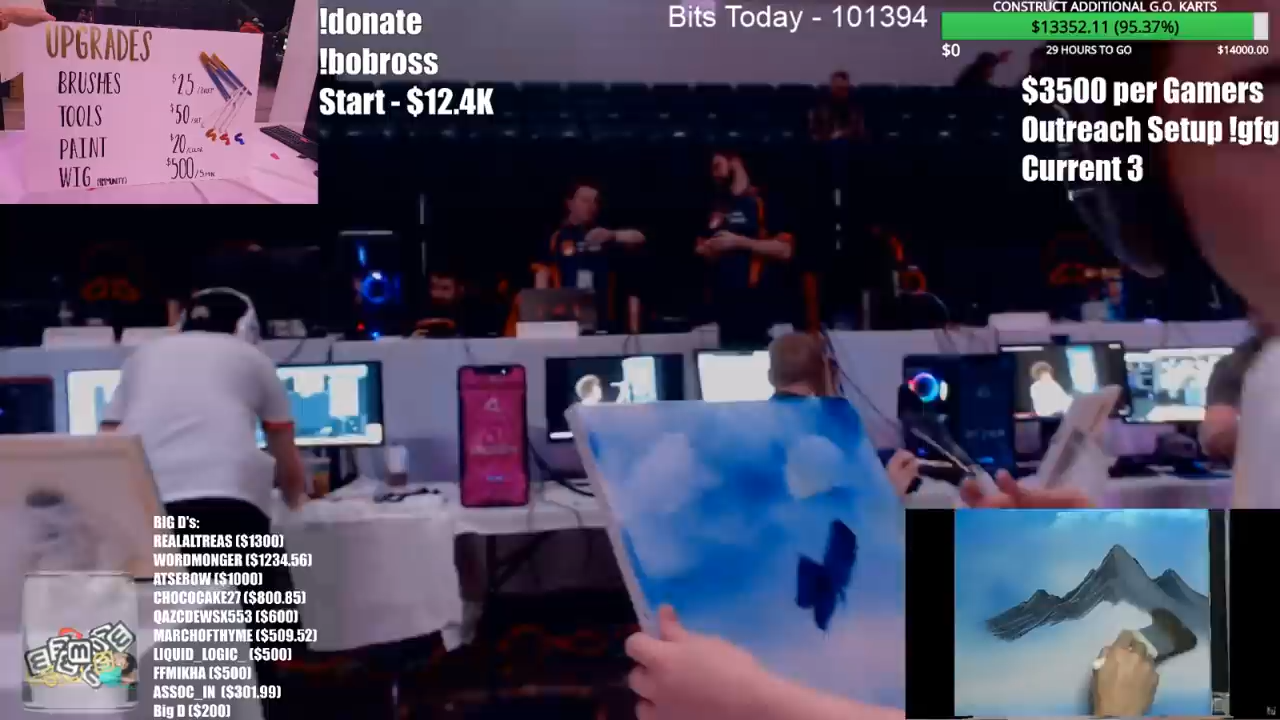 UPGRADES
BRUSHES $25
TOOLS $50
PAINT $20
WIG $500
!donate
!bobross
Start - $12.4K
Bits Today - 101394
CONSTRUCT ADDITIONAL G.O. KARTS
$13352.11 (95.37%)
$0 29 HOURS TO GO $14000.00
$3500 per Gamers
Outreach Setup !gfg
Current 3
BIG D's:
REALALTREAS ($1300)
WORDMONGER ($1234.56)
ATSEROW ($1000)
CHOCOCAKE27 ($800.85)
QAZCDEWSX553 ($600)
MARCHOFTHYME ($509.52)
LIQUID_LOGIC_ ($500)
FFMIKHA ($500)
ASSOC_IN ($301.99)
Big D ($200)